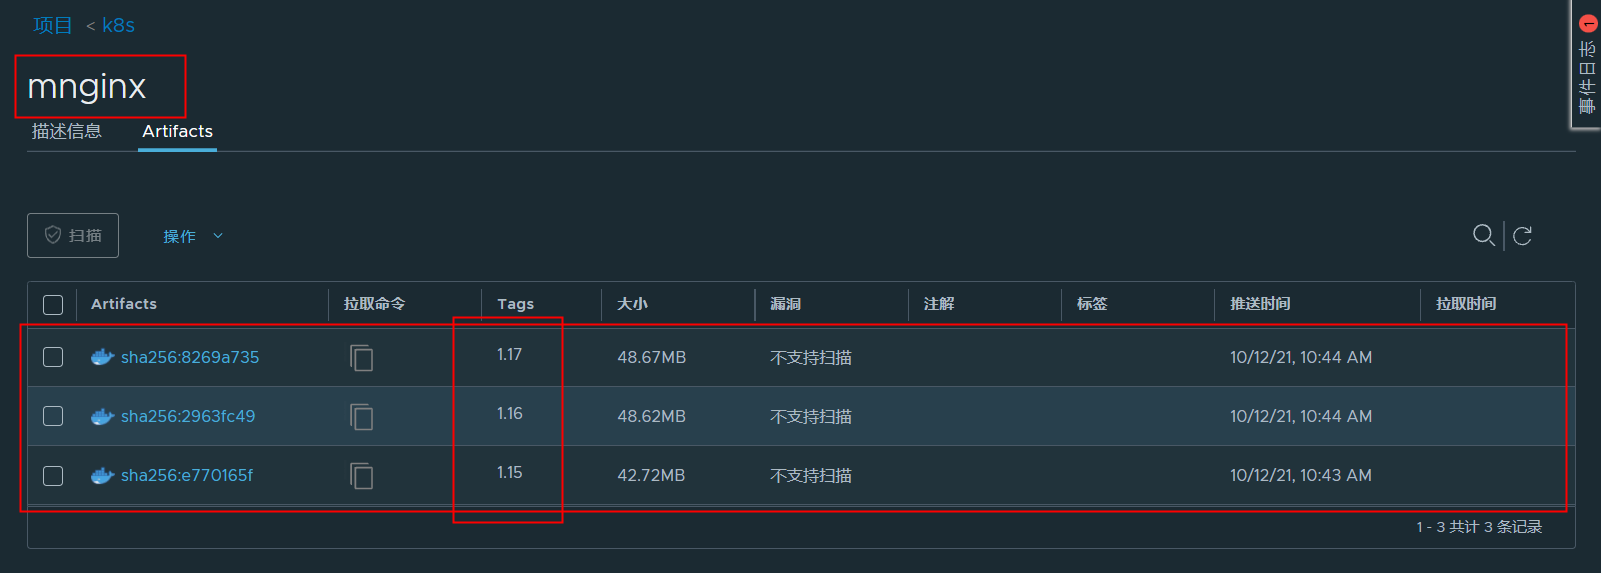 项目 < k8s
mnginx
描述信息 Artifacts
扫描 操作
Artifacts 拉取命令 Tags 大小 漏洞 注解 标签 推送时间 拉取时间
sha256:8269a735 1.17 48.67MB 不支持扫描 10/12/21, 10:44 AM
sha256:2963fc49 1.16 48.62MB 不支持扫描 10/12/21, 10:44 AM
sha256:e770165f 1.15 42.72MB 不支持扫描 10/12/21, 10:43 AM
1 - 3 共计 3 条记录
事件日志 1